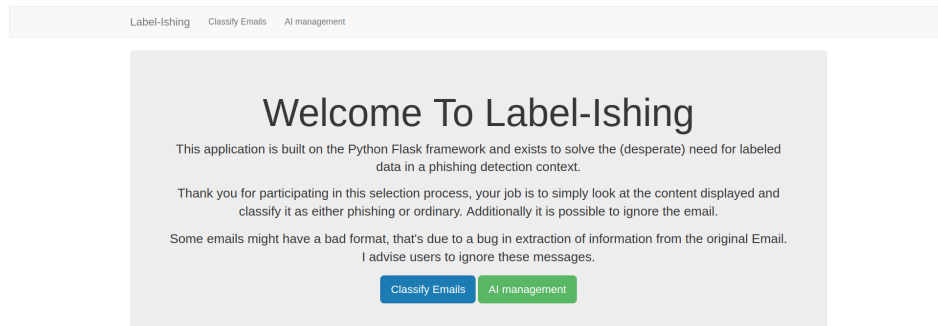 Label-Ishing Classify Emails AI management
Welcome To Label-Ishing
This application is built on the Python Flask framework and exists to solve the (desperate) need for labeled
data in a phishing detection context.
Thank you for participating in this selection process, your job is to simply look at the content displayed and
classify it as either phishing or ordinary. Additionally it is possible to ignore the email.
Some emails might have a bad format, that's due to a bug in extraction of information from the original Email.
I advise users to ignore these messages.
Classify Emails AI management